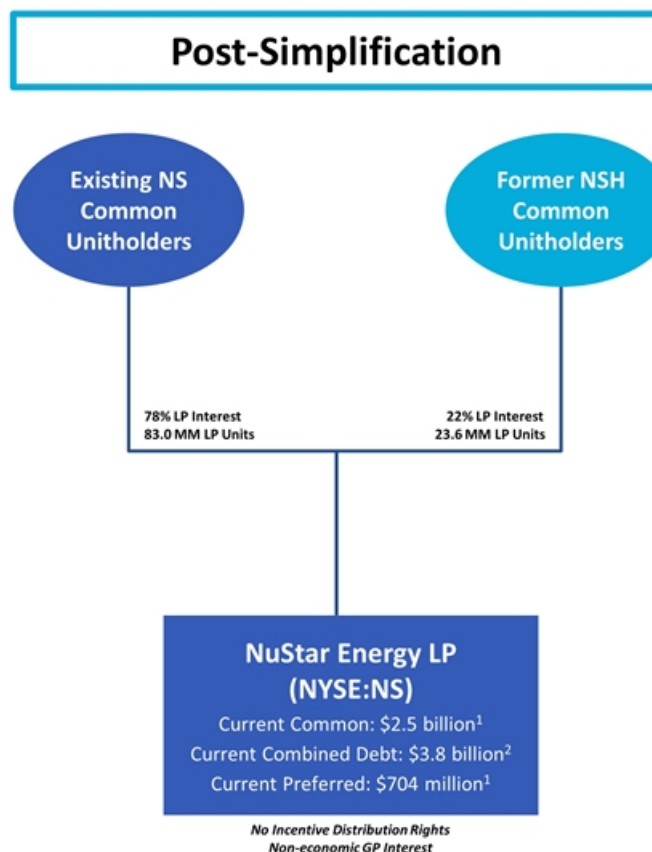 Post-Simplification
Existing NS
Common
Unitholders
Former NSH
Common
Unitholders
78% LP Interest
83.0 MM LP Units
22% LP Interest
23.6 MM LP Units
NuStar Energy LP
(NYSE:NS)
Current Common: $2.5 billion¹
Current Combined Debt: $3.8 billion²
Current Preferred: $704 million¹
No Incentive Distribution Rights
Non-economic GP Interest